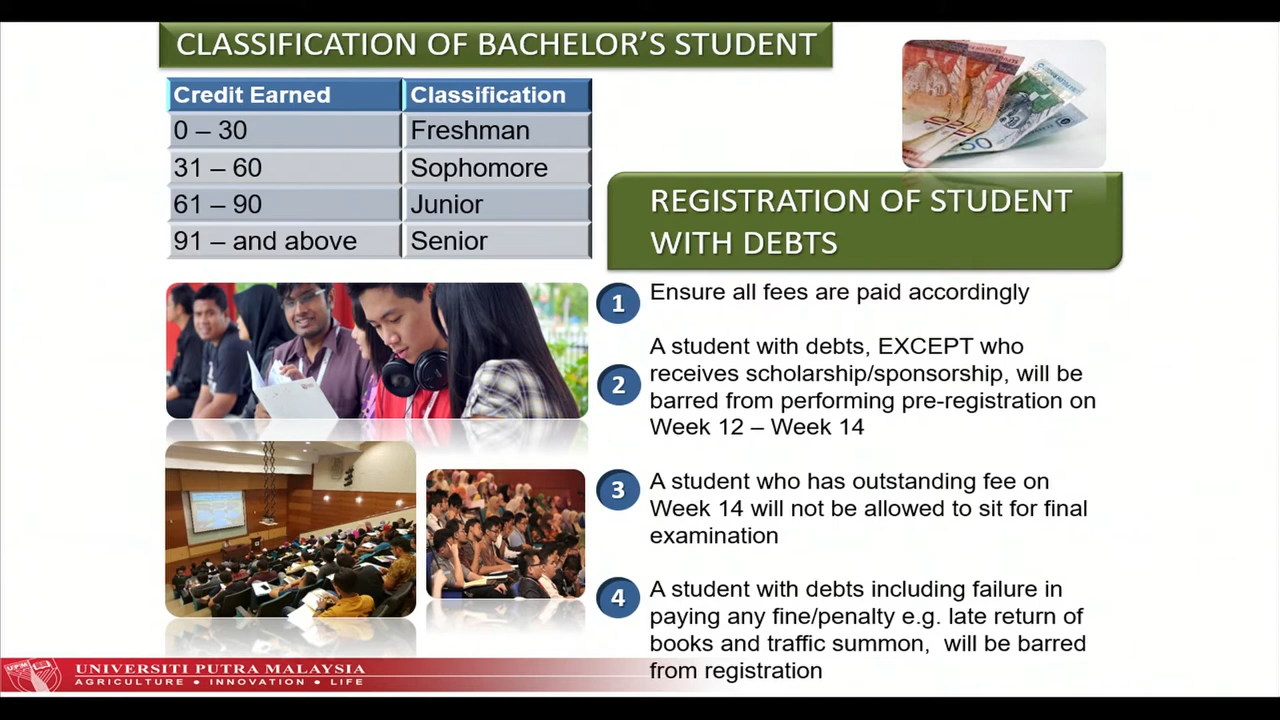 CLASSIFICATION OF BACHELOR'S STUDENT
Credit Earned Classification
0 – 30 Freshman
31 – 60 Sophomore
61 – 90 Junior
91 – and above Senior
REGISTRATION OF STUDENT
WITH DEBTS
1 Ensure all fees are paid accordingly
A student with debts, EXCEPT who
2 receives scholarship/sponsorship, will be
barred from performing pre-registration on
Week 12 – Week 14
3 A student who has outstanding fee on
Week 14 will not be allowed to sit for final
examination
4 A student with debts including failure in
paying any fine/penalty e.g. late return of
books and traffic summon, will be barred
from registration
UPM
UNIVERSITI PUTRA MALAYSIA
AGRICULTURE • INNOVATION • LIFE